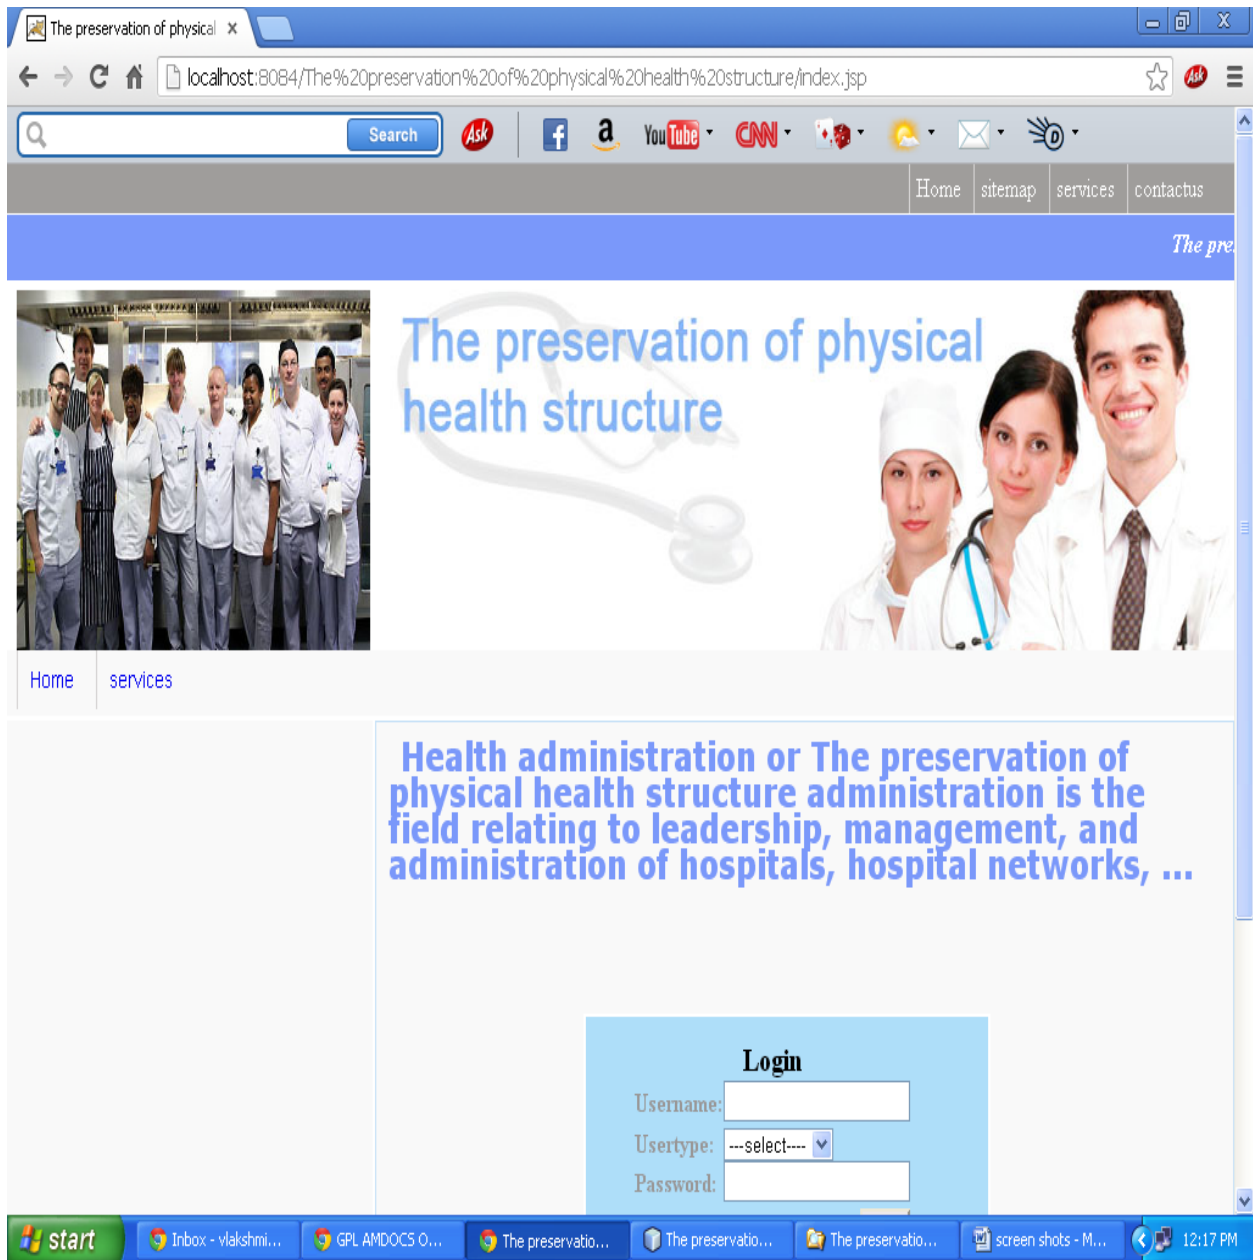 The preservation of physical
localhost:8084/The%20preservation%20of%20physical%20health%20structure/index.jsp
Ask
Search
Ask
a
You Tube
CNN
Home sitemap services contactus
The pre
The preservation of physical
health structure
Home services
Health administration or The preservation of
physical health structure administration is the
field relating to leadership, management, and
administration of hospitals, hospital networks, ...
Login
Username:
Usertype: ---select----
Password:
start
Inbox - vlakshmi...
GPL AMDOCS O...
The preservatio...
The preservatio...
The preservatio...
screen shots - M...
12:17 PM